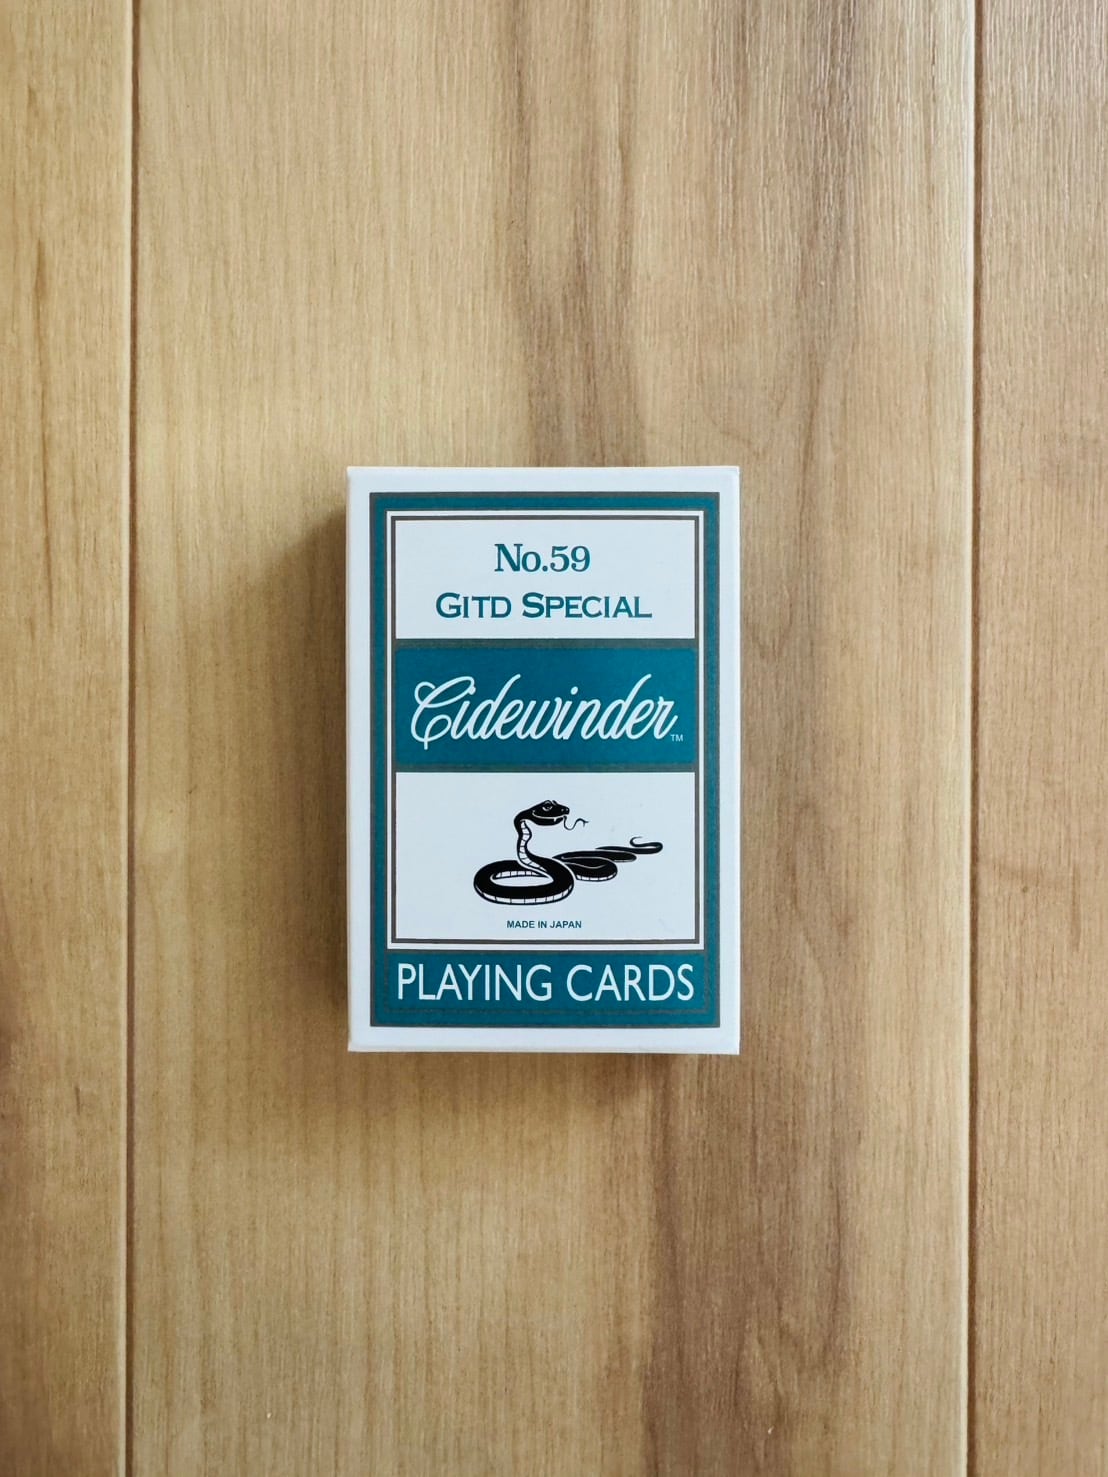 No.59
GITD SPECIAL
Cidewinder™
MADE IN JAPAN
PLAYING CARDS